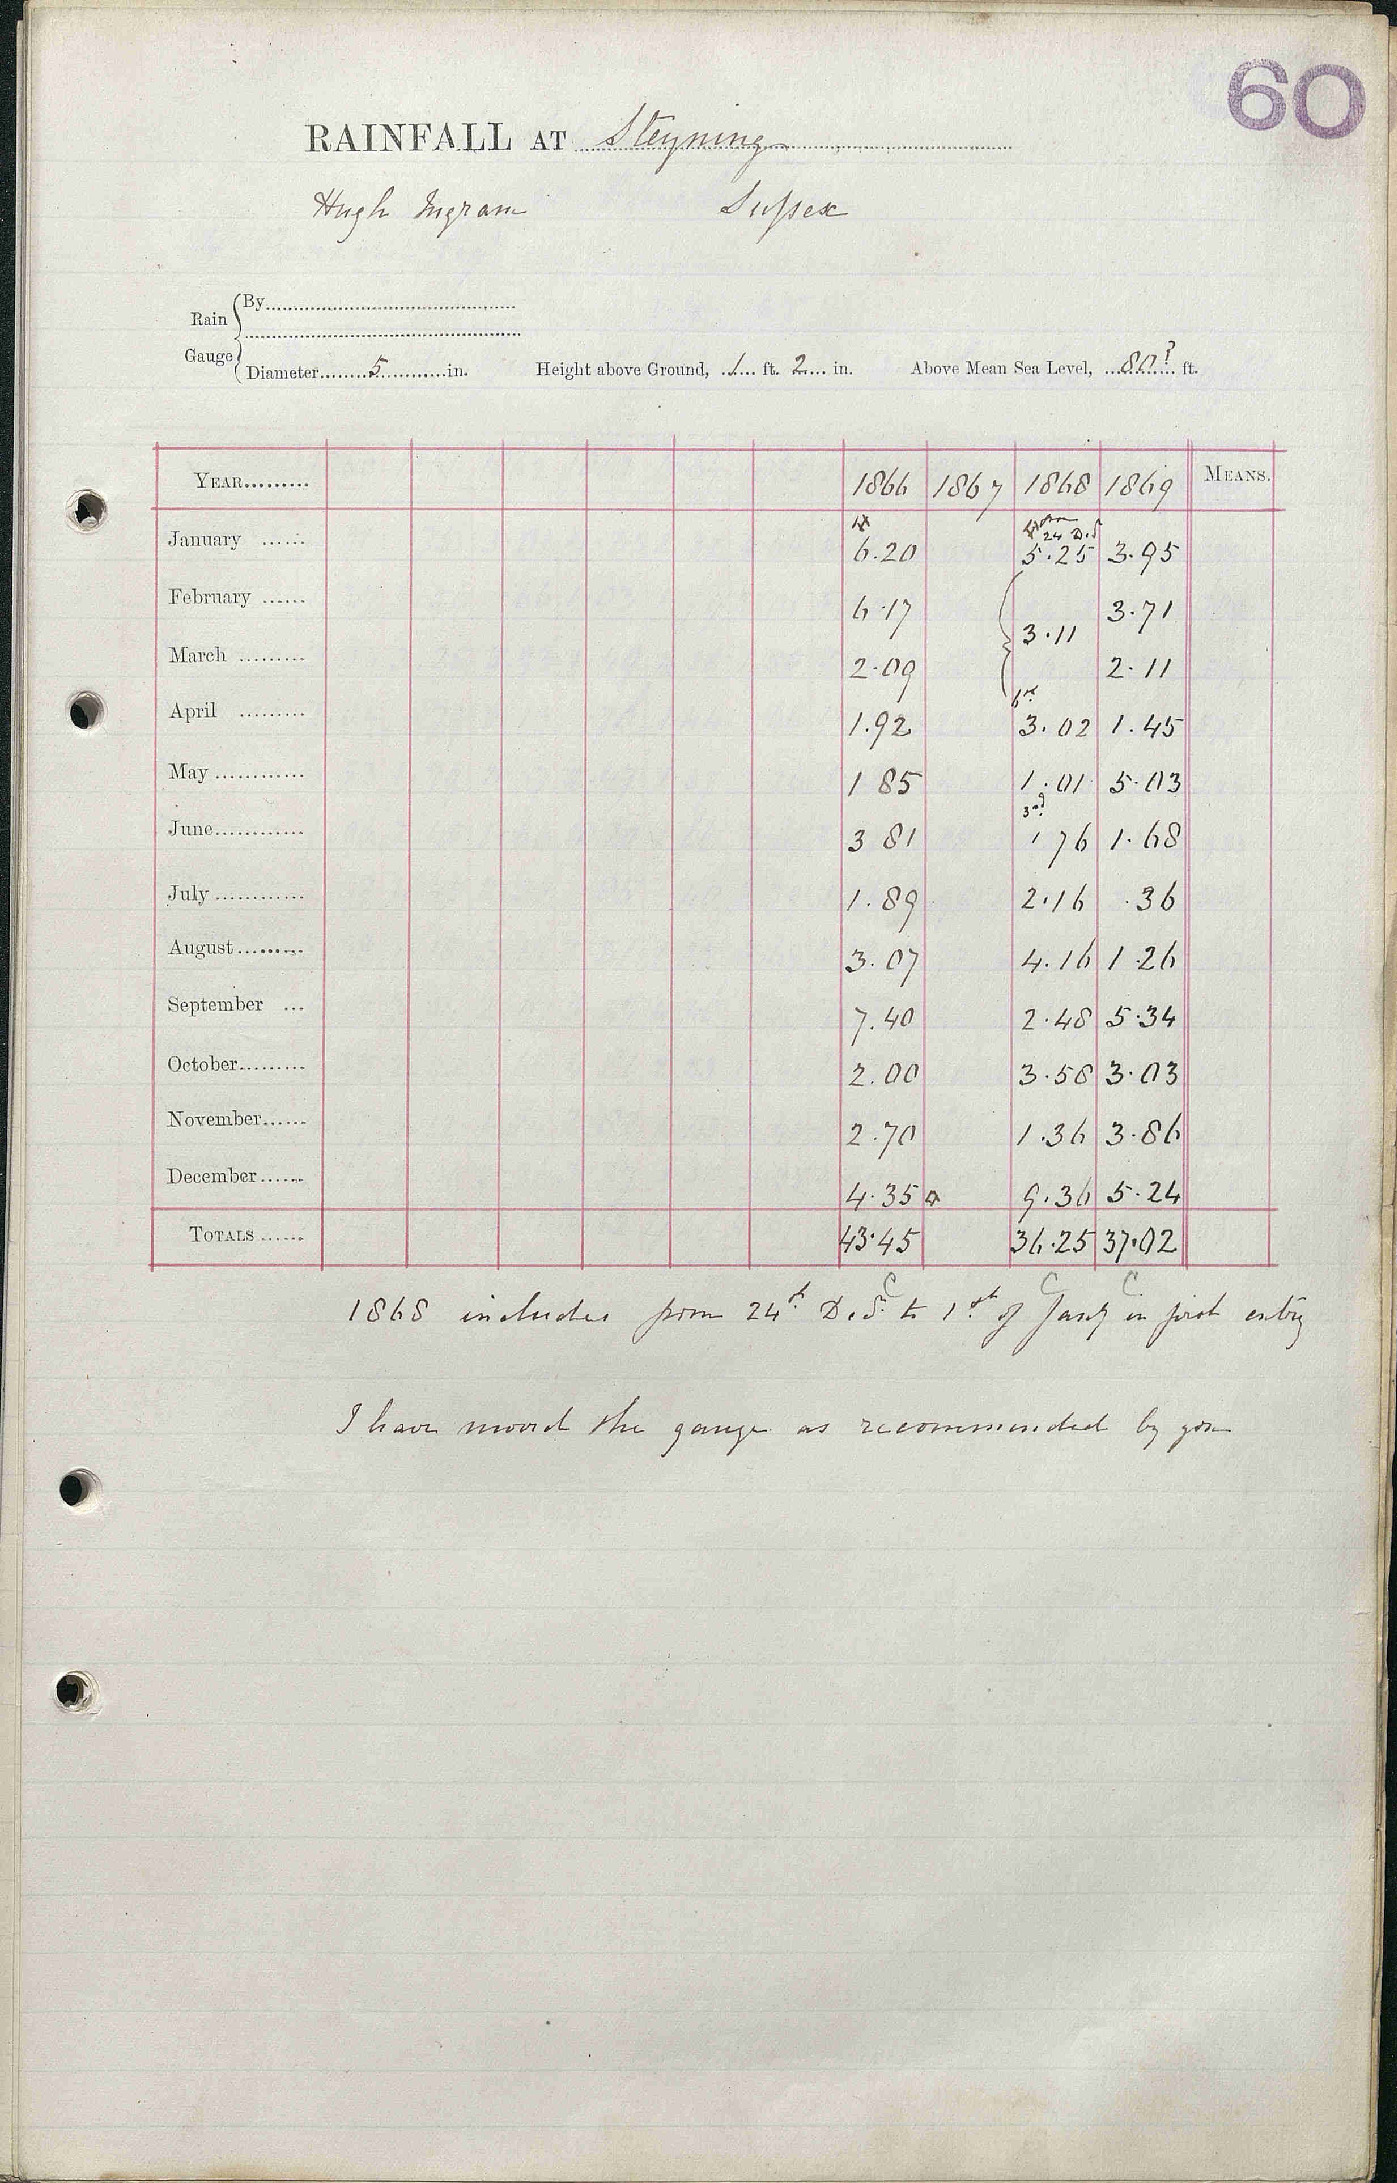 60
RAINFALL AT Steyning
Hugh Ingram Sussex
Rain Gauge { By
Diameter 5 in. Height above Ground, 1 ft. 2 in. Above Mean Sea Level, 80? ft.
YEAR 1866 1867 1868 1869 MEANS.
from
24 Dec
January 6.20 5.25 3.95
February 6.17 3.71
3.11
March 2.09 2.11
April 1.92 3.02 1.45
May 1 85 1.01 5.03
3rd
June 3 81 1 76 1.68
July 1.89 2.16 .36
August 3.07 4.16 1.26
September 7.40 2.48 5.34
October 2.00 3.58 3.03
November 2.70 1.36 3.86
December 4.35 9.36 5.24
TOTALS 43.45 36.25 37.02
C C C
1868 includes from 24th Dec. to 1st of Jany in first entry
I have moved the gauge as recommended by you